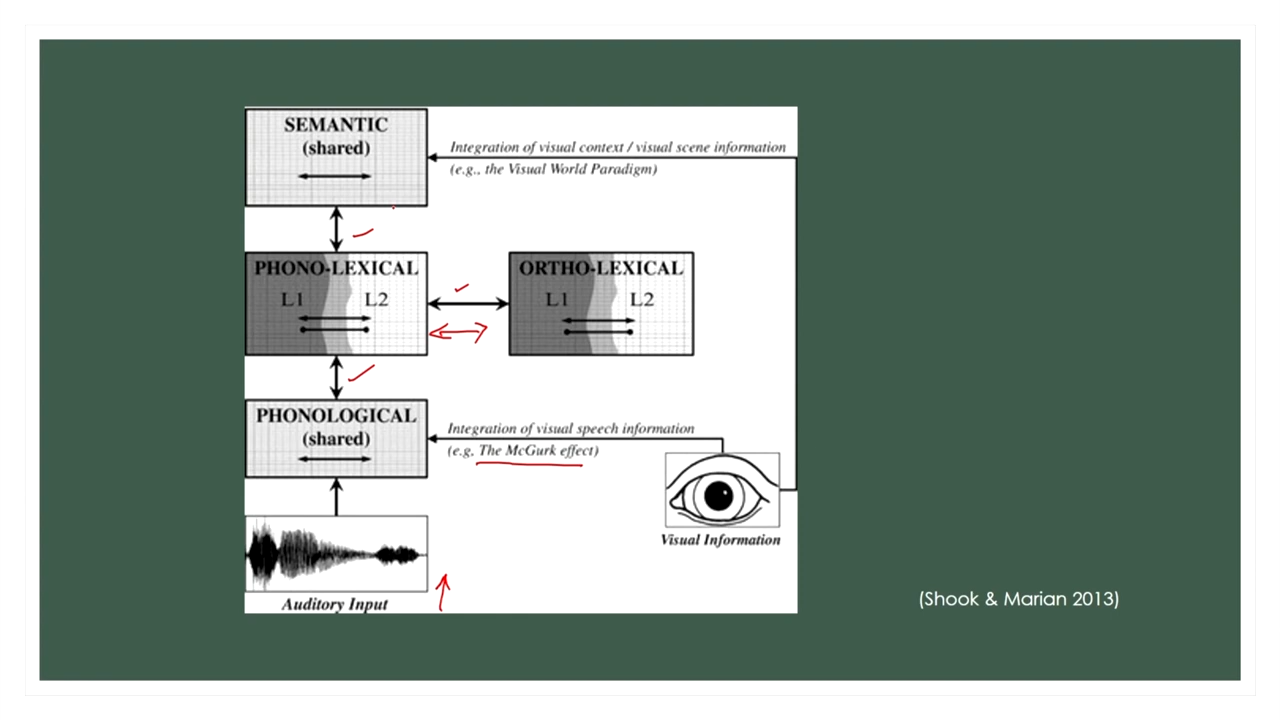 SEMANTIC
(shared)
Integration of visual context / visual scene information
(e.g., the Visual World Paradigm)
PHONO-LEXICAL
L1 L2
ORTHO-LEXICAL
L1 L2
PHONOLOGICAL
(shared)
Integration of visual speech information
(e.g, The McGurk effect)
Visual Information
Auditory Input
(Shook & Marian 2013)